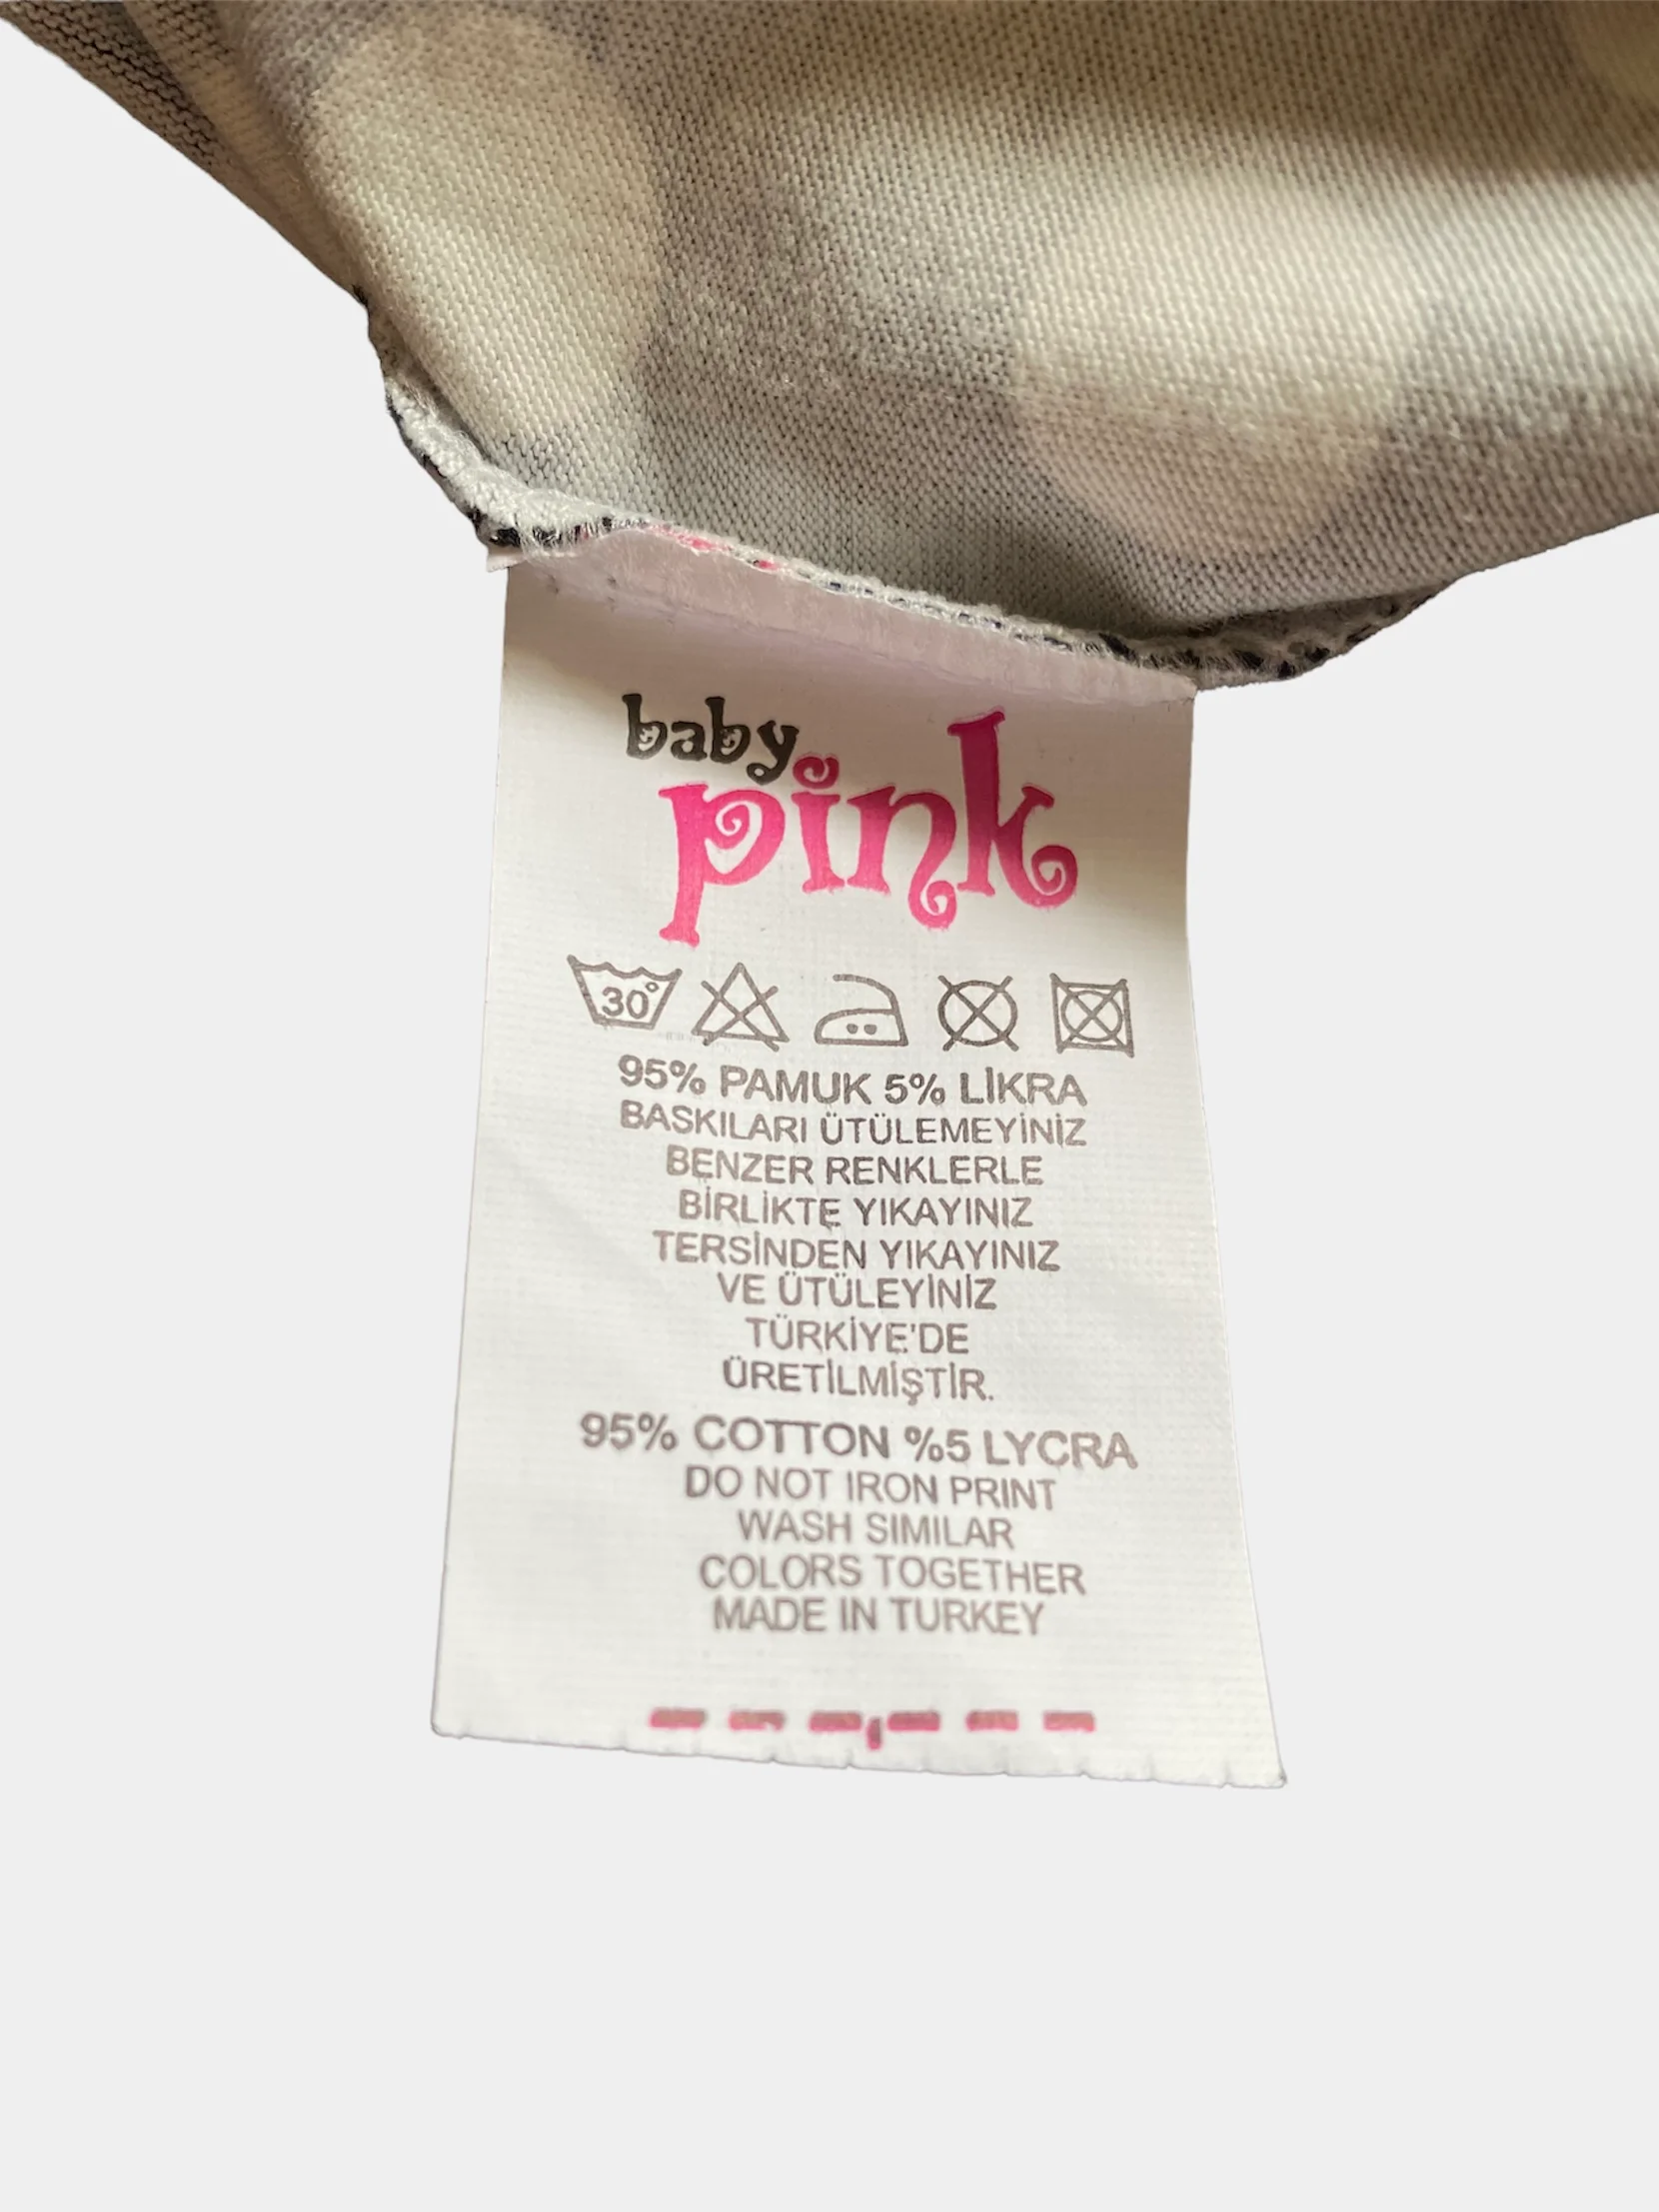 baby
pink
30°
95% PAMUK 5% LİKRA
BASKILARI ÜTÜLEMEYİNİZ
BENZER RENKLERLE
BİRLİKTE YIKAYINIZ
TERSİNDEN YIKAYINIZ
VE ÜTÜLEYİNİZ
TÜRKİYE'DE
ÜRETİLMİŞTİR.
95% COTTON %5 LYCRA
DO NOT IRON PRINT
WASH SIMILAR
COLORS TOGETHER
MADE IN TURKEY